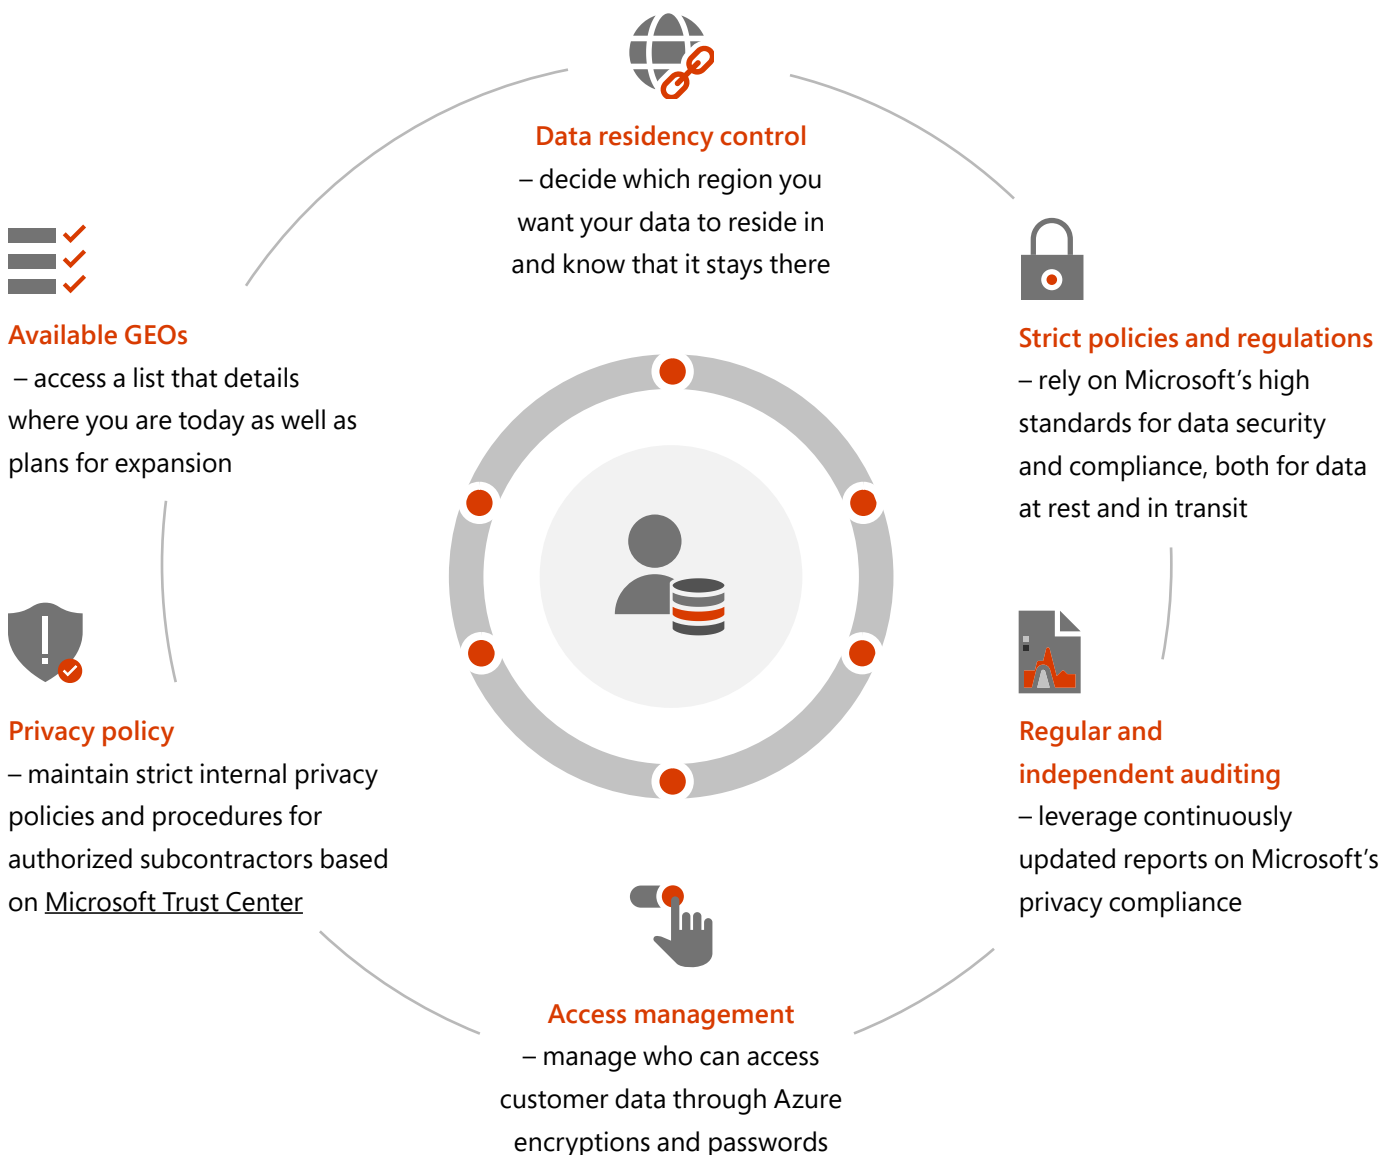 Data residency control
– decide which region you
want your data to reside in
and know that it stays there
Strict policies and regulations
– rely on Microsoft’s high
standards for data security
and compliance, both for data
at rest and in transit
Regular and
independent auditing
– leverage continuously
updated reports on Microsoft’s
privacy compliance
Access management
– manage who can access
customer data through Azure
encryptions and passwords
Privacy policy
– maintain strict internal privacy
policies and procedures for
authorized subcontractors based
on Microsoft Trust Center
Available GEOs
– access a list that details
where you are today as well as
plans for expansion